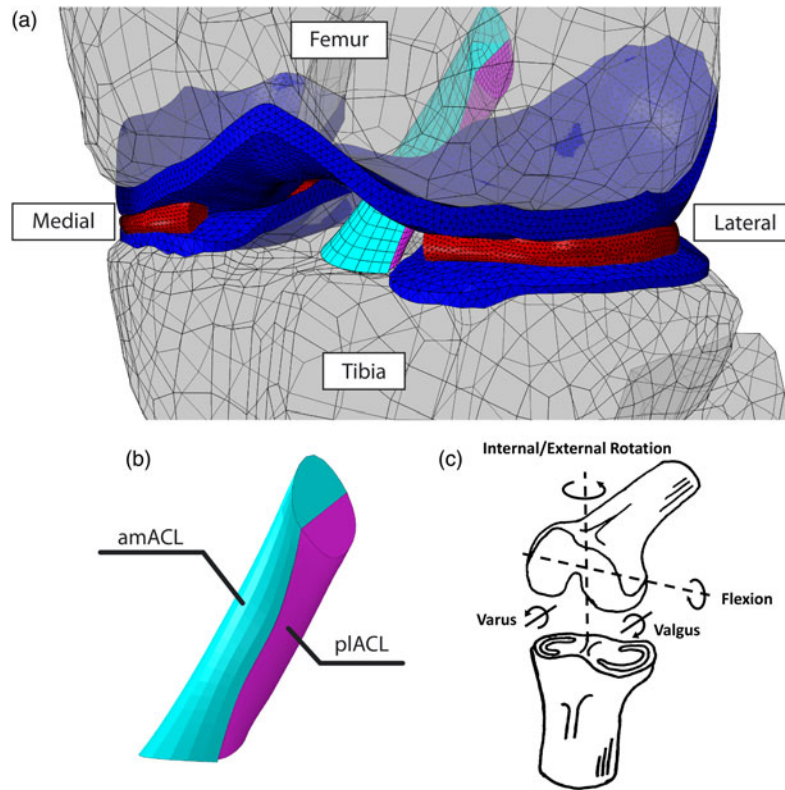 (a)
Femur
Medial
Lateral
Tibia
(b)
amACL
plACL
(c)
Internal/External Rotation
Flexion
Varus
Valgus